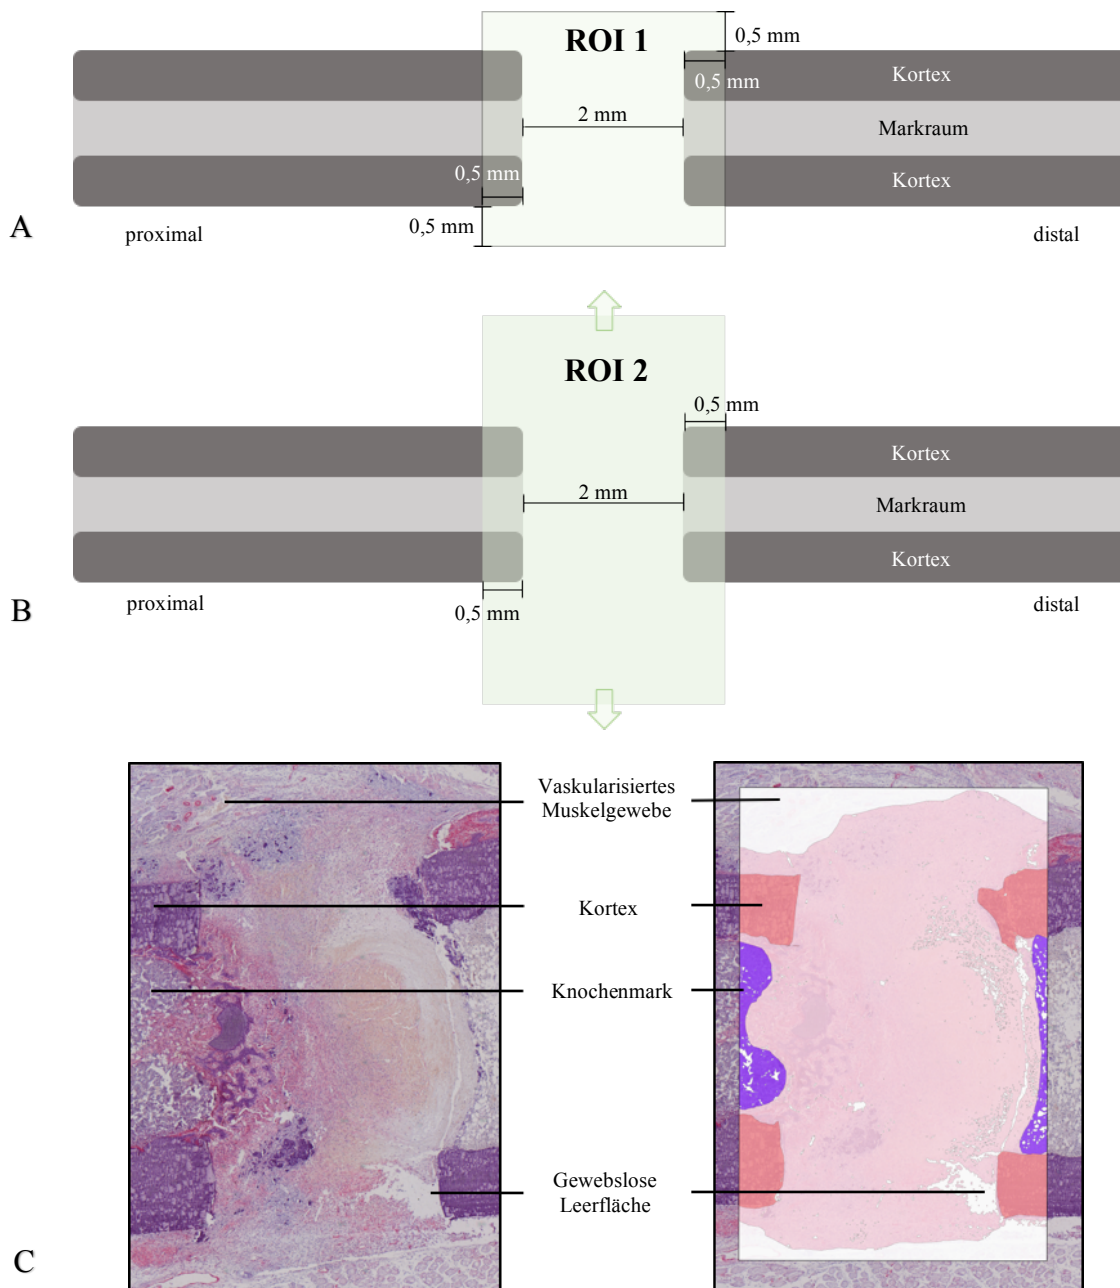 ROI 1
0,5 mm
Kortex
0,5 mm
2 mm
Markraum
0,5 mm
Kortex
A
proximal
0,5 mm
distal
ROI 2
0,5 mm
Kortex
2 mm
Markraum
Kortex
B
proximal
0,5 mm
distal
Vaskularisiertes
Muskelgewebe
Kortex
Knochenmark
Gewebslose
Leerfläche
C